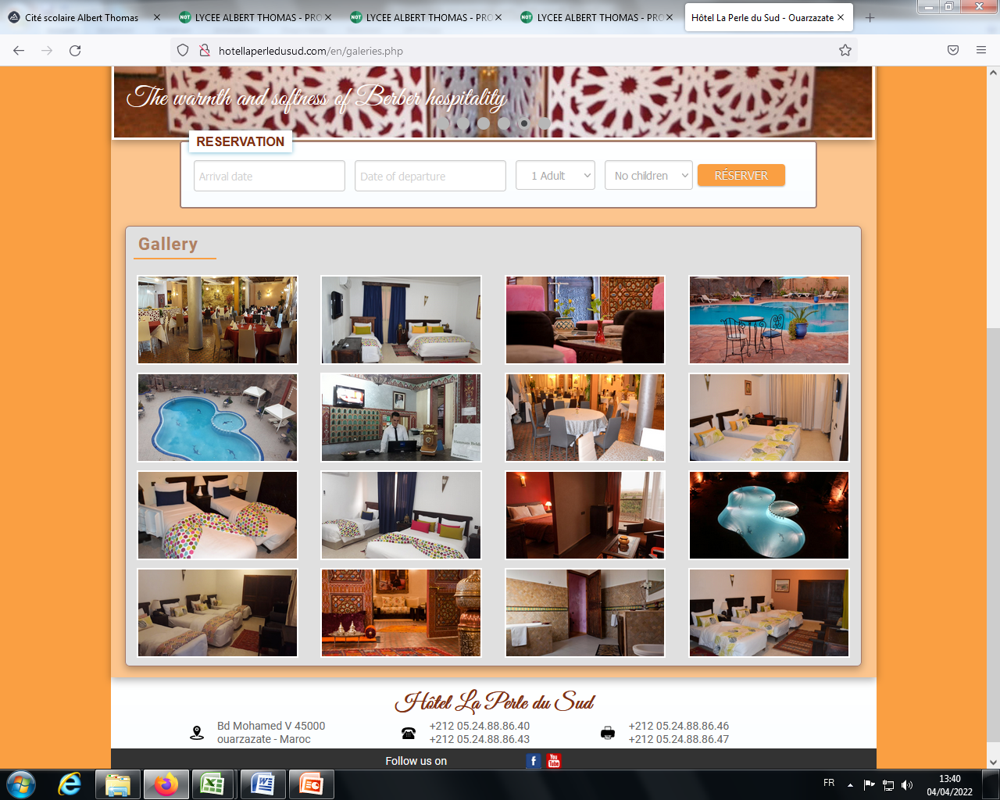 Cité scolaire Albert Thomas
LYCEE ALBERT THOMAS - PRO
LYCEE ALBERT THOMAS - PRO
LYCEE ALBERT THOMAS - PRO
Hôtel La Perle du Sud - Ouarzazate
hotellaperledusud.com/en/galeries.php
The warmth and softness of Berber hospitality
RESERVATION
Arrival date
Date of departure
1 Adult
No children
RÉSERVER
Gallery
Hôtel La Perle du Sud
Bd Mohamed V 45000
ouarzazate - Maroc
+212 05.24.88.86.40
+212 05.24.88.86.43
+212 05.24.88.86.46
+212 05.24.88.86.47
Follow us on
You Tube
FR
13:40
04/04/2022